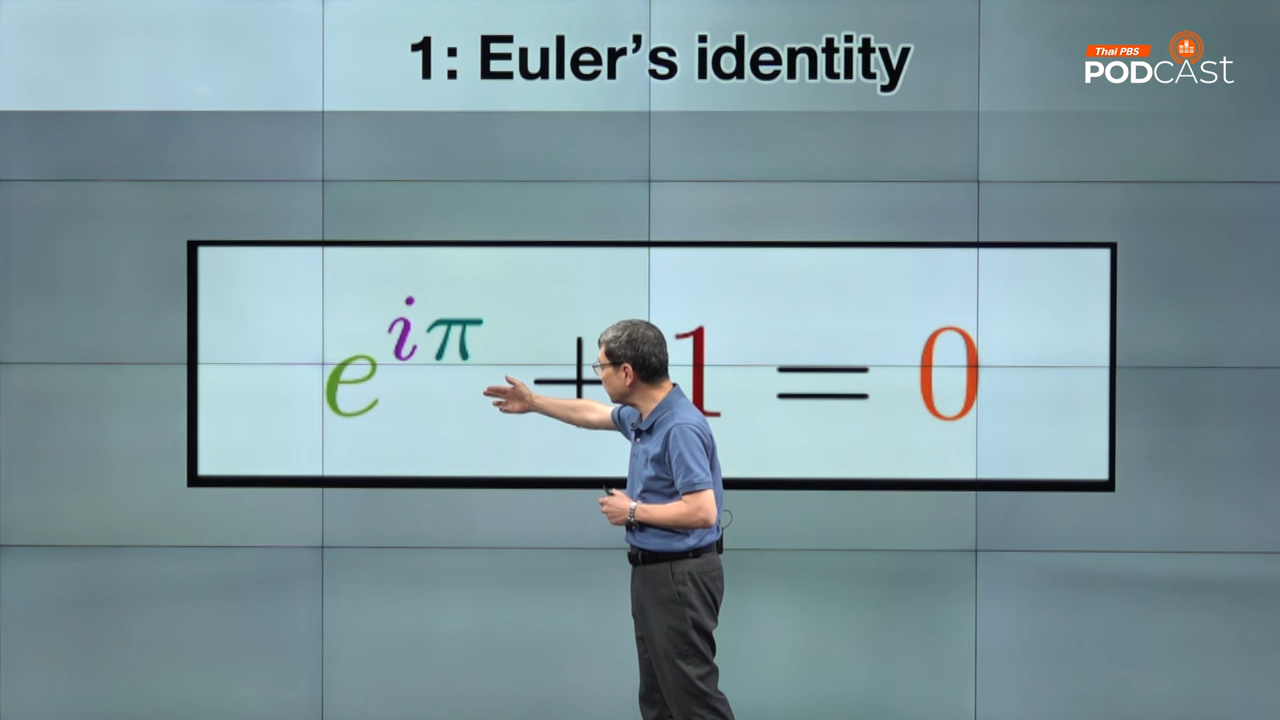 1: Euler’s identity
Thai PBS
PODCAst
e^{iπ} + 1 = 0